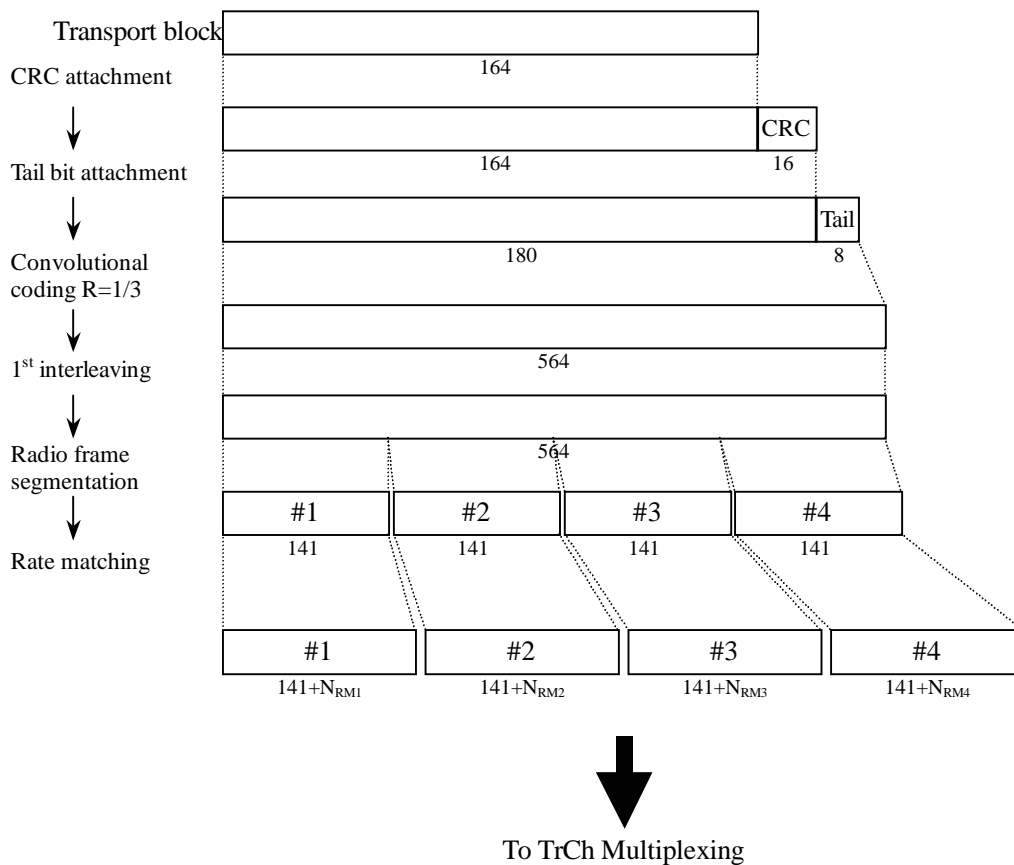 Transport block
164
CRC attachment
CRC
164
16
Tail bit attachment
Tail
180
8
Convolutional
coding R=1/3
564
1st interleaving
564
Radio frame
segmentation
#1 #2 #3 #4
141 141 141 141
Rate matching
#1 #2 #3 #4
141+NRM1 141+NRM2 141+NRM3 141+NRM4
To TrCh Multiplexing